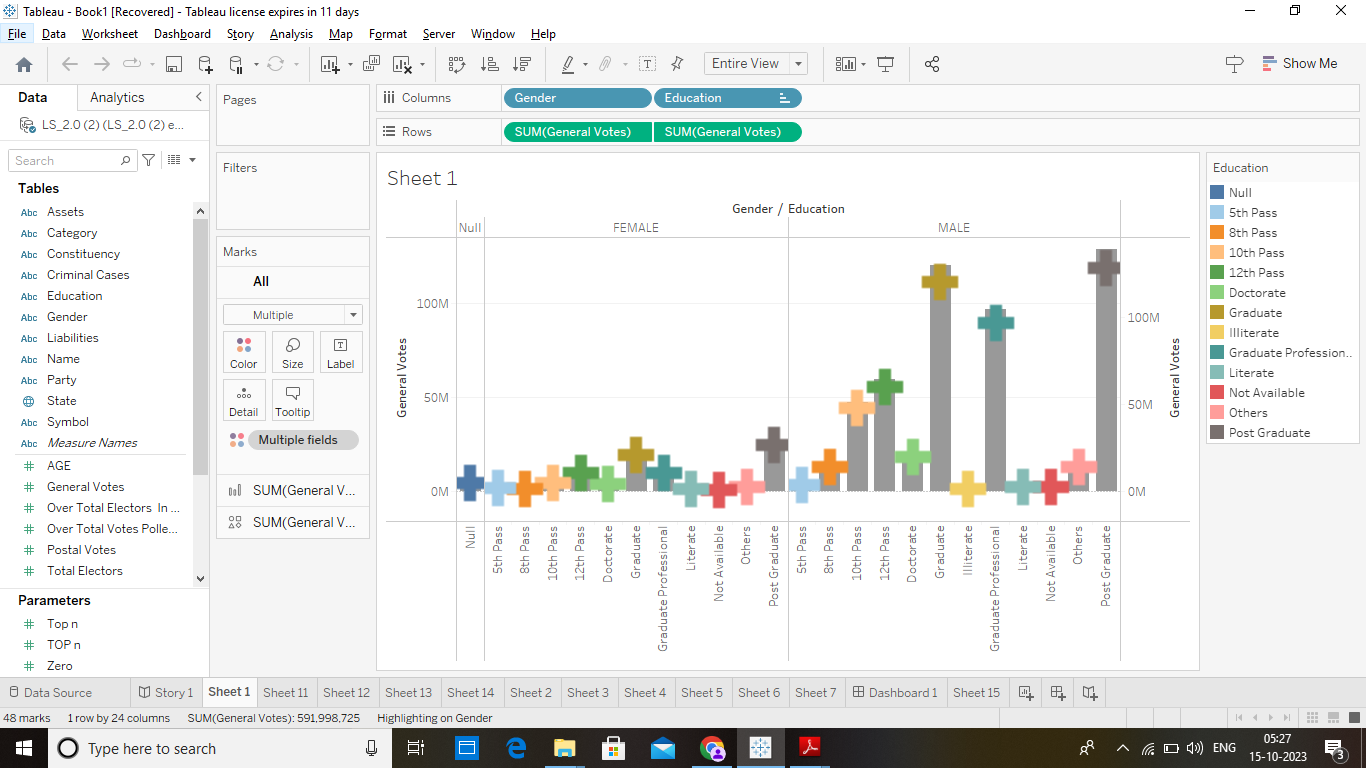 Tableau - Book1 [Recovered] - Tableau license expires in 11 days
File Data Worksheet Dashboard Story Analysis Map Format Server Window Help
Entire View
Show Me
Data Analytics
LS_2.0 (2) (LS_2.0 (2) e...
Search
Tables
Abc Assets
Abc Category
Abc Constituency
Abc Criminal Cases
Abc Education
Abc Gender
Abc Liabilities
Abc Name
Abc Party
State
Abc Symbol
Abc Measure Names
# AGE
# General Votes
# Over Total Electors In ...
# Over Total Votes Polle...
# Postal Votes
# Total Electors
Parameters
# Top n
# TOP n
# Zero
Pages
Filters
Marks
All
Multiple
Color Size Label
Detail Tooltip
Multiple fields
SUM(General V...
SUM(General V...
Columns Gender Education
Rows SUM(General Votes) SUM(General Votes)
Sheet 1
Gender / Education
Null FEMALE MALE
General Votes
100M
50M
0M
General Votes
100M
50M
0M
Null
5th Pass
8th Pass
10th Pass
12th Pass
Doctorate
Graduate
Graduate Professional
Literate
Not Available
Others
Post Graduate
5th Pass
8th Pass
10th Pass
12th Pass
Doctorate
Graduate
Illiterate
Graduate Professional
Literate
Not Available
Others
Post Graduate
Education
Null
5th Pass
8th Pass
10th Pass
12th Pass
Doctorate
Graduate
Illiterate
Graduate Profession..
Literate
Not Available
Others
Post Graduate
Data Source Story 1 Sheet 1 Sheet 11 Sheet 12 Sheet 13 Sheet 14 Sheet 2 Sheet 3 Sheet 4 Sheet 5 Sheet 6 Sheet 7 Dashboard 1 Sheet 15
48 marks 1 row by 24 columns SUM(General Votes): 591,998,725 Highlighting on Gender
Type here to search
ENG
05:27
15-10-2023
3